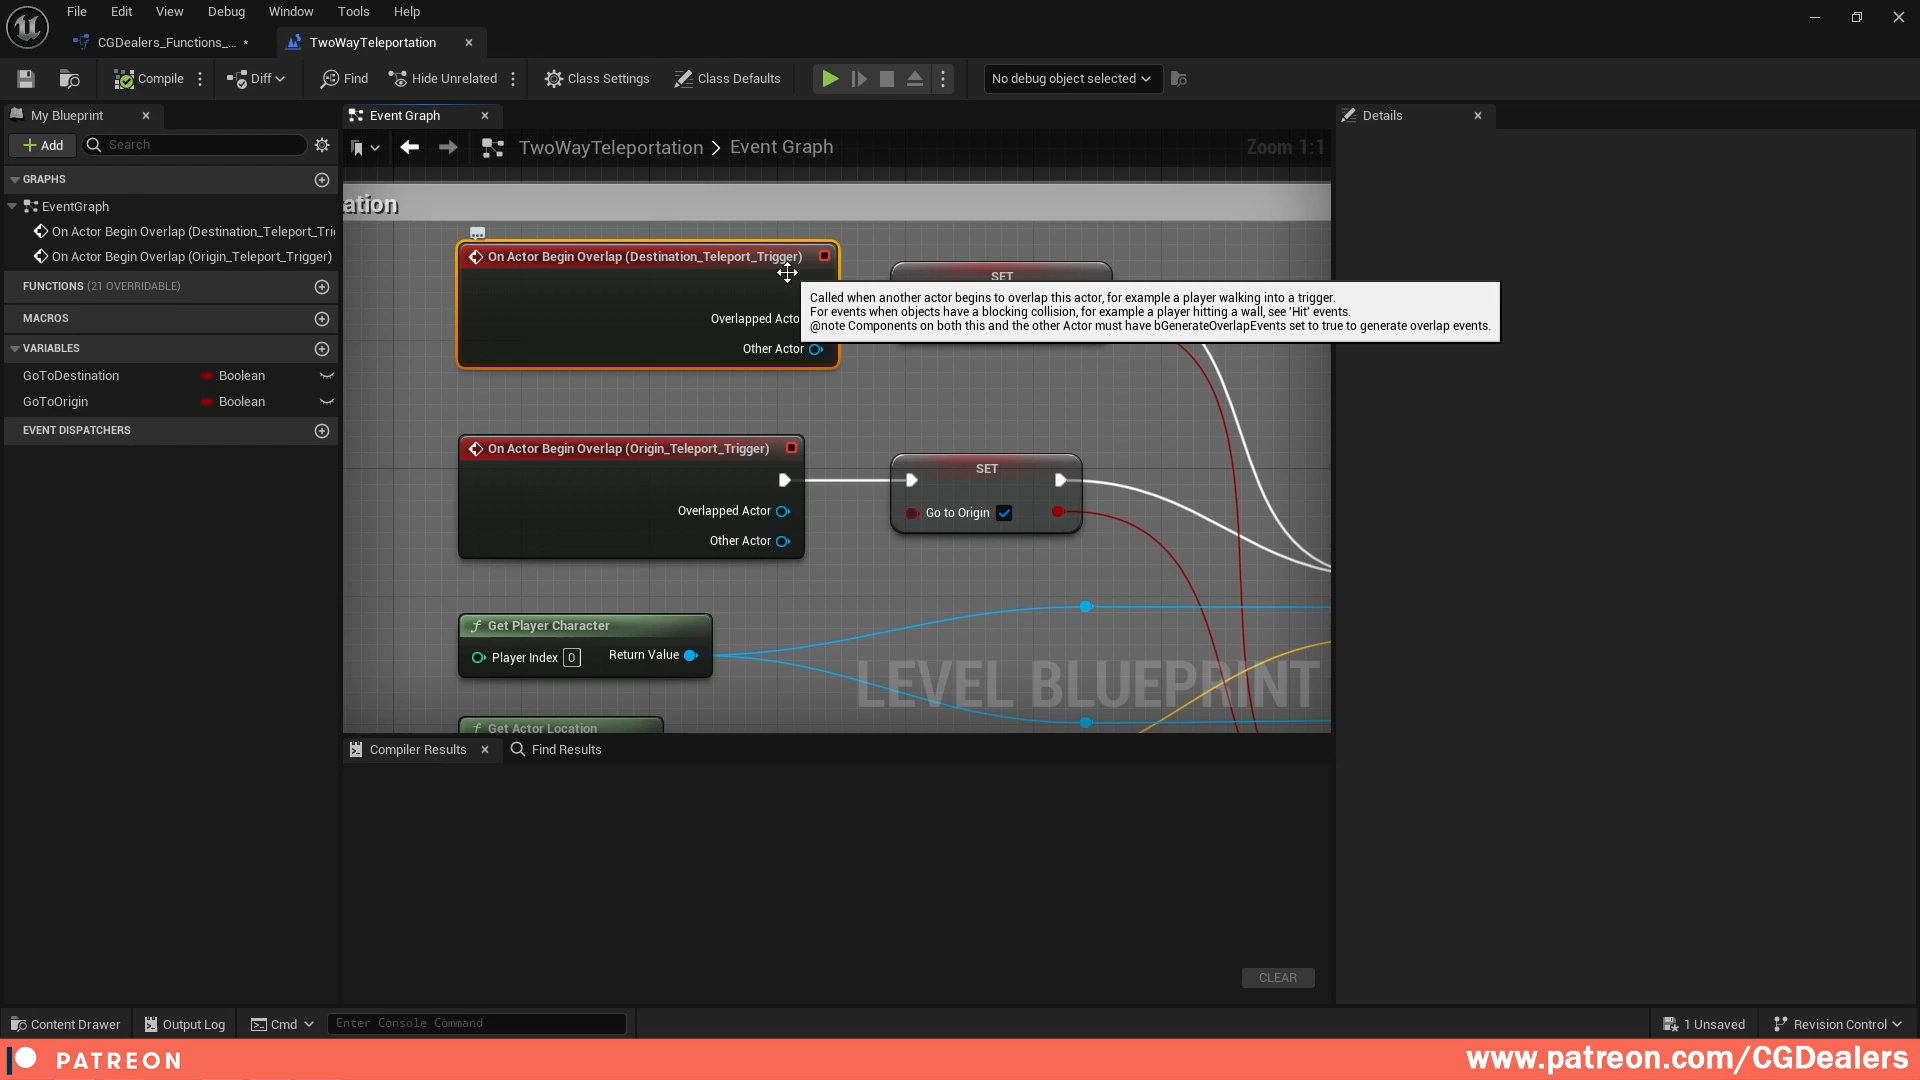 File Edit View Debug Window Tools Help
CGDealers_Functions_... •
TwoWayTeleportation
Compile
Diff
Find
Hide Unrelated
Class Settings
Class Defaults
No debug object selected
My Blueprint
Event Graph
Details
+ Add
Search
TwoWayTeleportation > Event Graph
Zoom 1:1
GRAPHS
EventGraph
On Actor Begin Overlap (Destination_Teleport_Tri
On Actor Begin Overlap (Origin_Teleport_Trigger)
FUNCTIONS (21 OVERRIDABLE)
MACROS
VARIABLES
GoToDestination Boolean
GoToOrigin Boolean
EVENT DISPATCHERS
ation
On Actor Begin Overlap (Destination_Teleport_Trigger)
Overlapped Acto
Other Actor
SET
Called when another actor begins to overlap this actor, for example a player walking into a trigger.
For events when objects have a blocking collision, for example a player hitting a wall, see 'Hit' events.
@note Components on both this and the other Actor must have bGenerateOverlapEvents set to true to generate overlap events.
On Actor Begin Overlap (Origin_Teleport_Trigger)
Overlapped Actor
Other Actor
SET
Go to Origin
f Get Player Character
Player Index 0 Return Value
f Get Actor Location
LEVEL BLUEPRINT
Compiler Results
Find Results
CLEAR
Content Drawer
Output Log
Cmd
Enter Console Command
1 Unsaved
Revision Control
PATREON
www.patreon.com/CGDealers